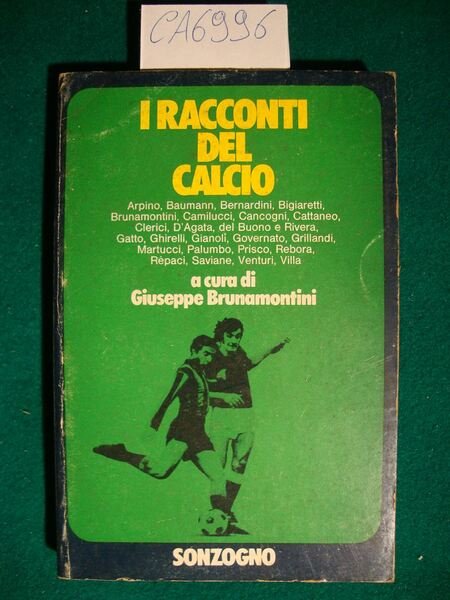 CA6996
I RACCONTI
DEL
CALCIO
Arpino, Baumann, Bernardini, Bigiaretti,
Brunamontini, Camilucci, Cancogni, Cattaneo,
Clerici, D'Agata, del Buono e Rivera,
Gatto, Ghirelli, Gianoli, Governato, Grillandi,
Martucci, Palumbo, Prisco, Rebora,
Rèpaci, Saviane, Venturi, Villa
a cura di
Giuseppe Brunamontini
SONZOGNO